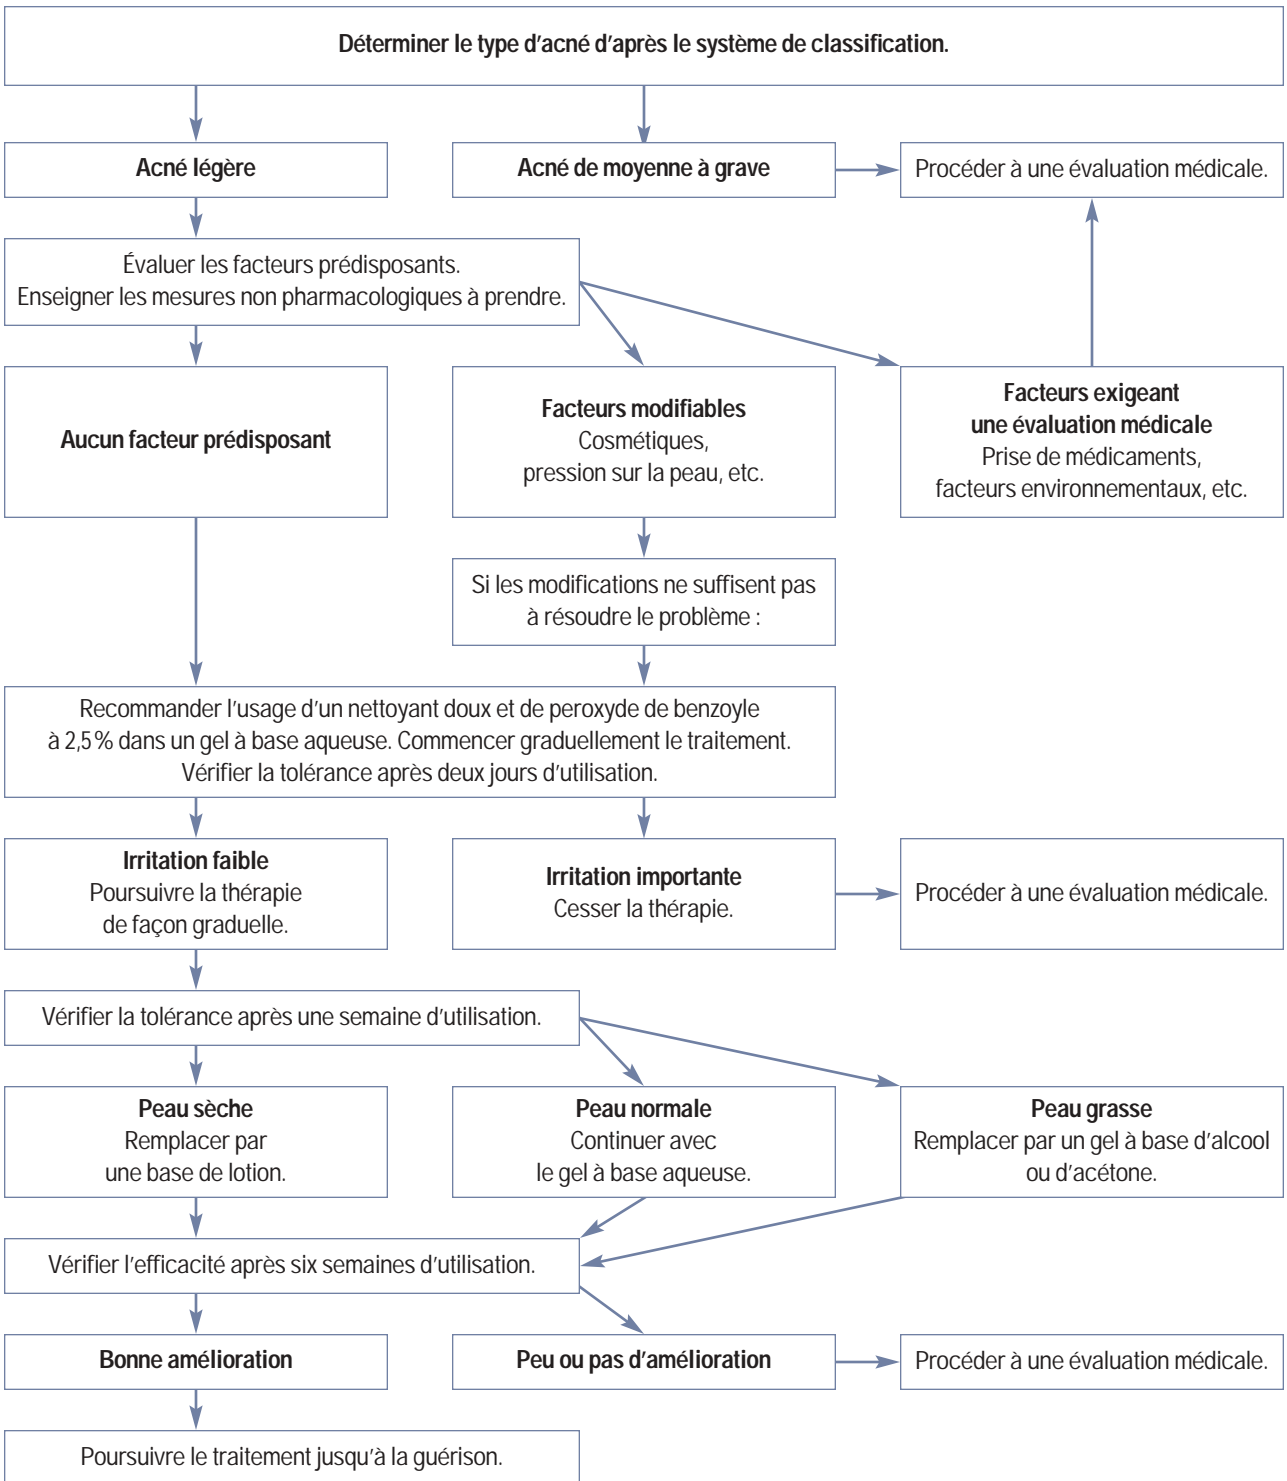 Déterminer le type d'acné d'après le système de classification.
Acné légère
Acné de moyenne à grave
Procéder à une évaluation médicale.
Évaluer les facteurs prédisposants.
Enseigner les mesures non pharmacologiques à prendre.
Aucun facteur prédisposant
Facteurs modifiables
Cosmétiques,
pression sur la peau, etc.
Facteurs exigeant
une évaluation médicale
Prise de médicaments,
facteurs environnementaux, etc.
Si les modifications ne suffisent pas
à résoudre le problème :
Recommander l'usage d'un nettoyant doux et de peroxyde de benzoyle
à 2,5 % dans un gel à base aqueuse. Commencer graduellement le traitement.
Vérifier la tolérance après deux jours d'utilisation.
Irritation faible
Poursuivre la thérapie
de façon graduelle.
Irritation importante
Cesser la thérapie.
Procéder à une évaluation médicale.
Vérifier la tolérance après une semaine d'utilisation.
Peau sèche
Remplacer par
une base de lotion.
Peau normale
Continuer avec
le gel à base aqueuse.
Peau grasse
Remplacer par un gel à base d'alcool
ou d'acétone.
Vérifier l'efficacité après six semaines d'utilisation.
Bonne amélioration
Peu ou pas d'amélioration
Procéder à une évaluation médicale.
Poursuivre le traitement jusqu'à la guérison.